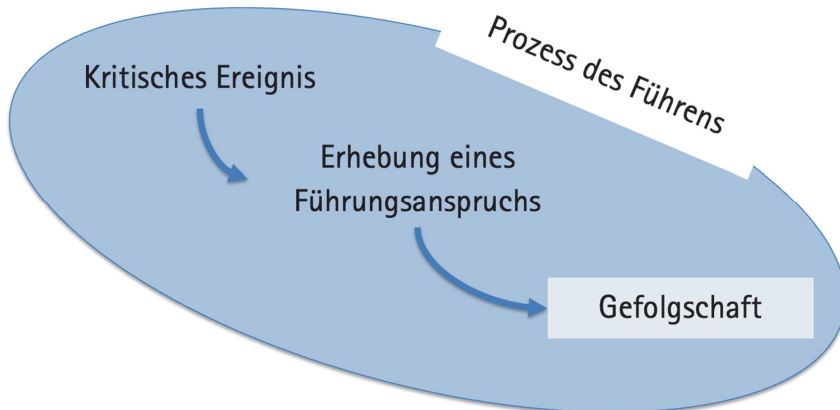 Prozess des Führens
Kritisches Ereignis
Erhebung eines
Führungsanspruchs
Gefolgschaft